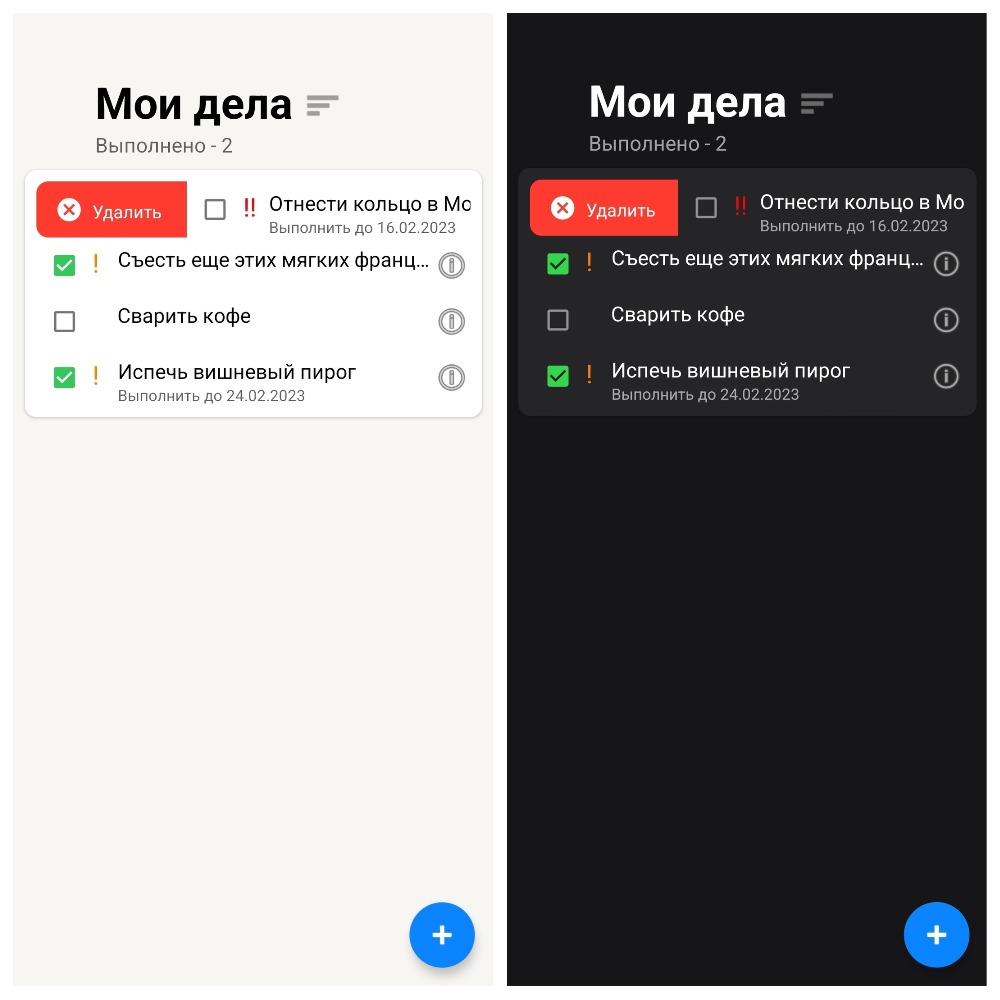 Мои дела
Выполнено - 2
Удалить
!! Отнести кольцо в Мо
Выполнить до 16.02.2023
! Съесть еще этих мягких франц...
Сварить кофе
! Испечь вишневый пирог
Выполнить до 24.02.2023
Мои дела
Выполнено - 2
Удалить
!! Отнести кольцо в Мо
Выполнить до 16.02.2023
! Съесть еще этих мягких франц...
Сварить кофе
! Испечь вишневый пирог
Выполнить до 24.02.2023